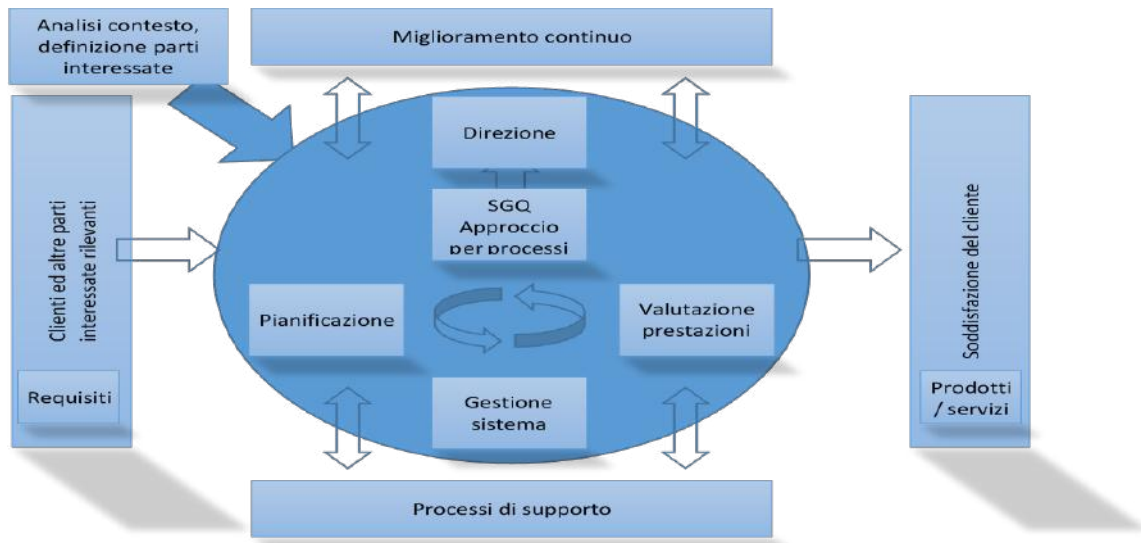 Analisi contesto,
definizione parti
interessate
Miglioramento continuo
Direzione
SGQ
Approccio
per processi
Clienti ed altre parti
interessate rilevanti
Pianificazione
Valutazione
prestazioni
Soddisfazione del cliente
Requisiti
Gestione
sistema
Prodotti
/ servizi
Processi di supporto